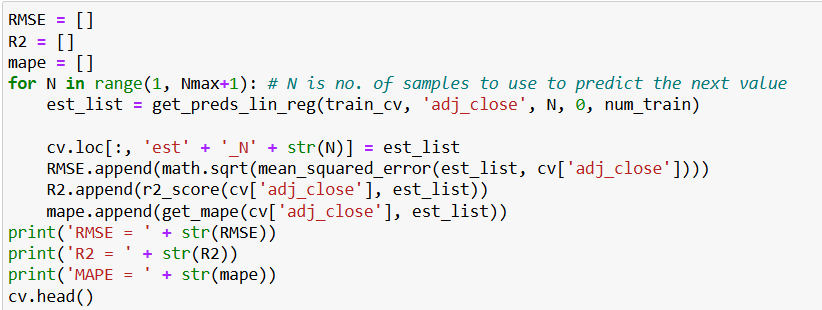 RMSE = []
R2 = []
mape = []
for N in range(1, Nmax+1): # N is no. of samples to use to predict the next value
    est_list = get_preds_lin_reg(train_cv, 'adj_close', N, 0, num_train)

    cv.loc[:, 'est' + '_N' + str(N)] = est_list
    RMSE.append(math.sqrt(mean_squared_error(est_list, cv['adj_close'])))
    R2.append(r2_score(cv['adj_close'], est_list))
    mape.append(get_mape(cv['adj_close'], est_list))
print('RMSE = ' + str(RMSE))
print('R2 = ' + str(R2))
print('MAPE = ' + str(mape))
cv.head()